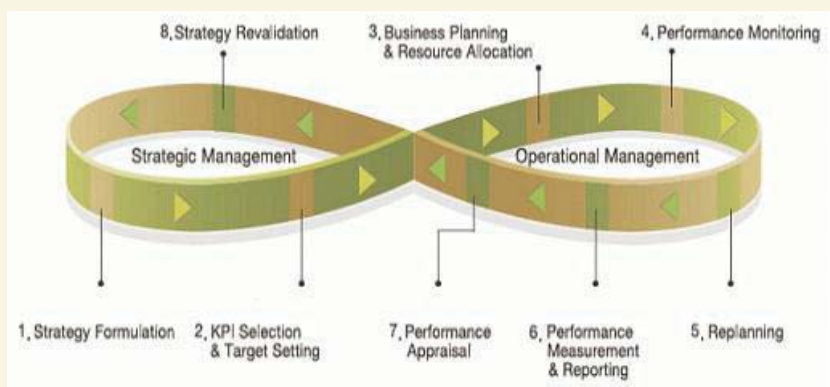 8. Strategy Revalidation
3. Business Planning
& Resource Allocation
4. Performance Monitoring
Strategic Management
Operational Management
1. Strategy Formulation
2. KPI Selection
& Target Setting
7. Performance
Appraisal
6. Performance
Measurement
& Reporting
5. Replanning